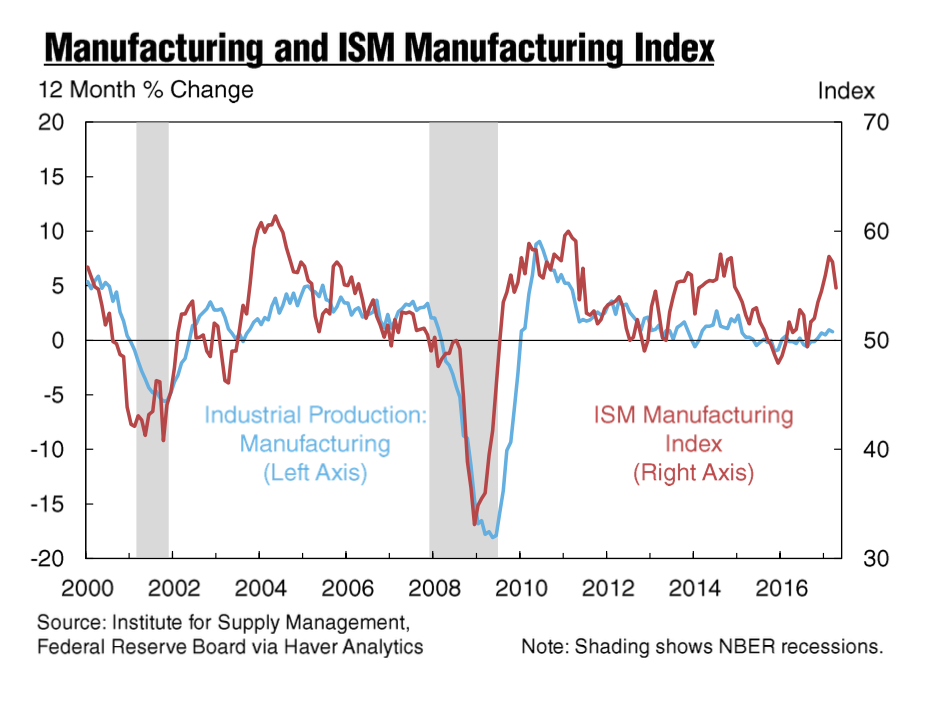 Manufacturing and ISM Manufacturing Index
12 Month % Change
Index
20
70
15
10
60
5
0
50
-5
Industrial Production:
Manufacturing
(Left Axis)
ISM Manufacturing
Index
(Right Axis)
-10
40
-15
-20
30
2000 2002 2004 2006 2008 2010 2012 2014 2016
Source: Institute for Supply Management,
Federal Reserve Board via Haver Analytics
Note: Shading shows NBER recessions.